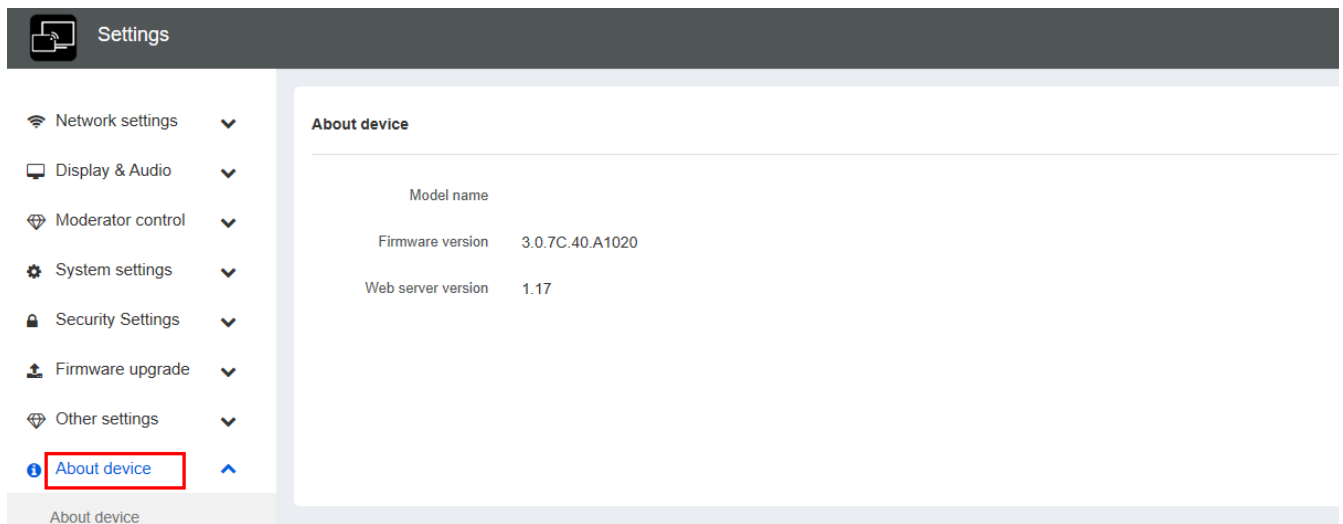 Settings
Network settings
Display & Audio
Moderator control
System settings
Security Settings
Firmware upgrade
Other settings
About device
About device
About device
Model name
Firmware version 3.0.7C.40.A1020
Web server version 1.17